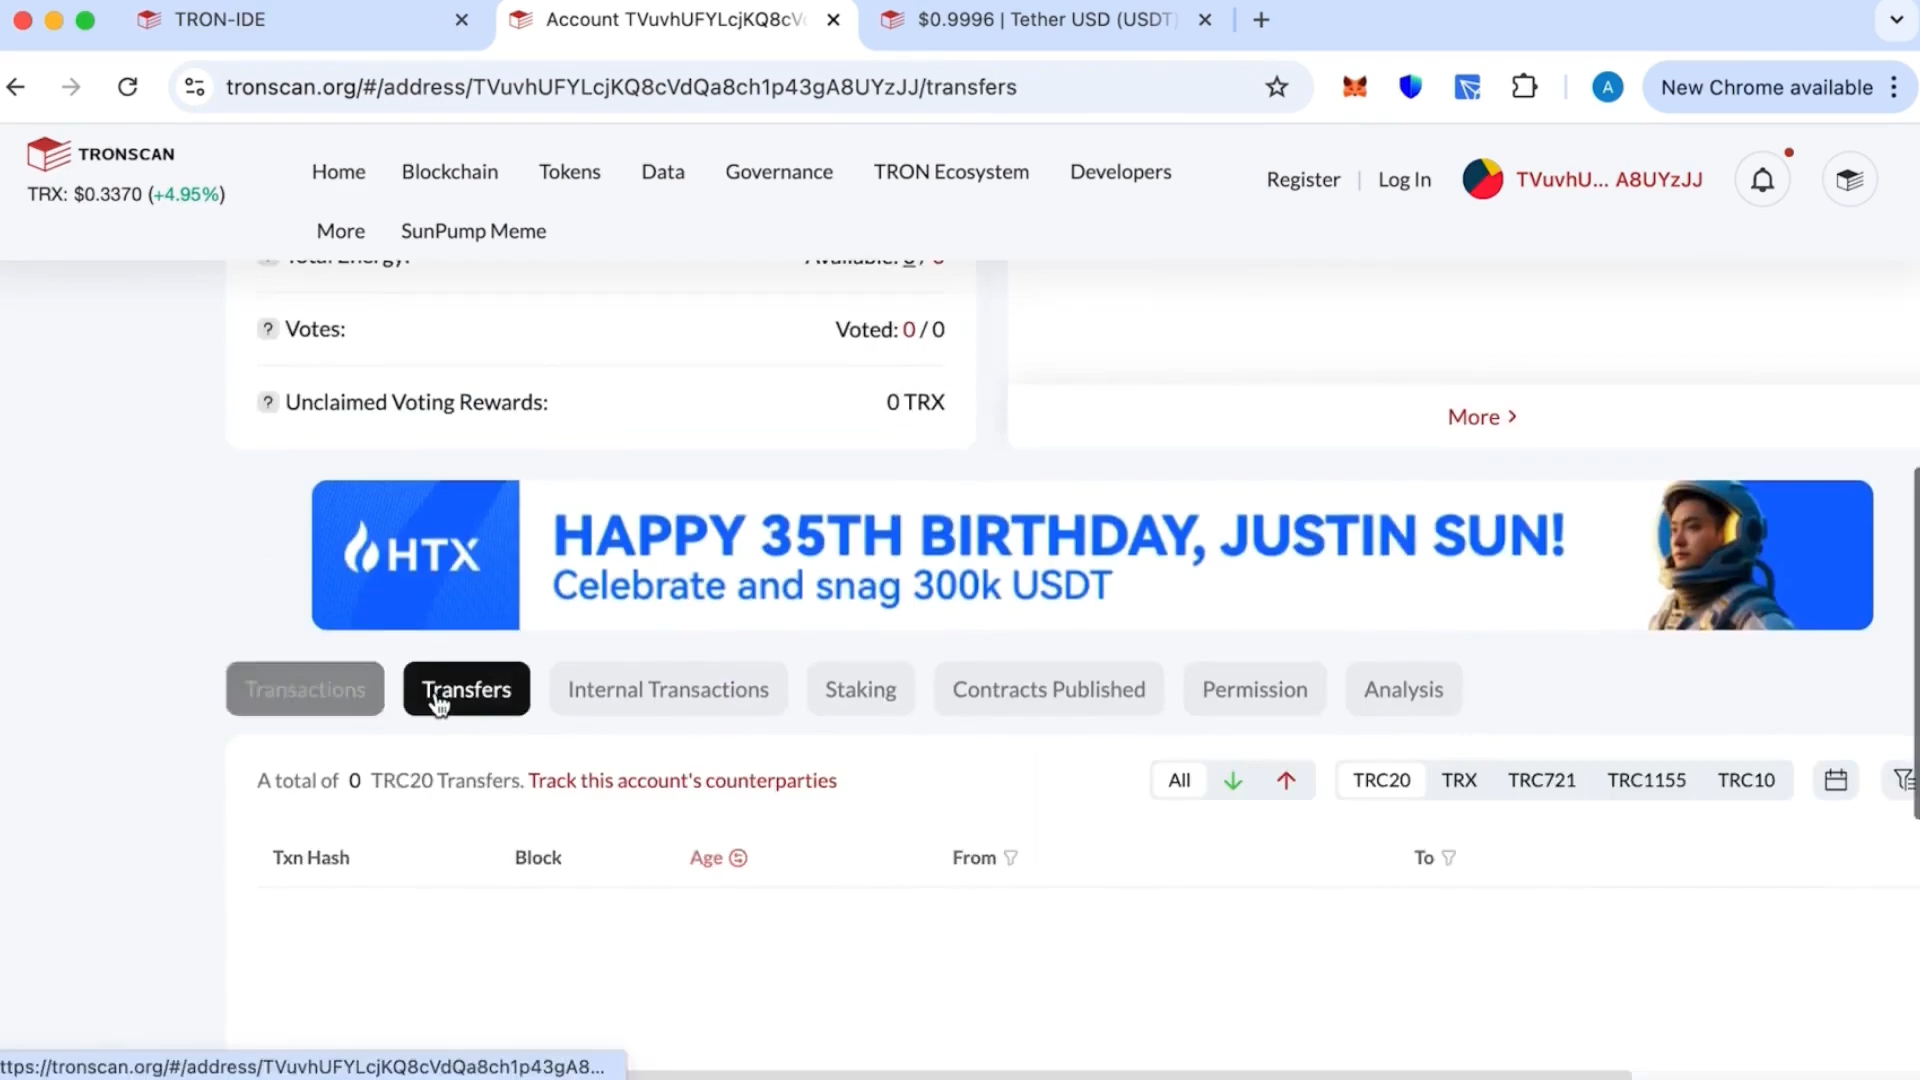 TRON-IDE
Account TVuvhUFYLcjKQ8cV
$0.9996 | Tether USD (USDT)
tronscan.org/#/address/TVuvhUFYLcjKQ8cVdQa8ch1p43gA8UYzJJ/transfers
A
New Chrome available
TRONSCAN
TRX: $0.3370 (+4.95%)
Home
Blockchain
Tokens
Data
Governance
TRON Ecosystem
Developers
More
SunPump Meme
Register
Log In
TVuvhU... A8UYzJJ
Total Energy:
Available: 0 / 0
? Votes:
Voted: 0 / 0
? Unclaimed Voting Rewards:
0 TRX
More >
HTX
HAPPY 35TH BIRTHDAY, JUSTIN SUN!
Celebrate and snag 300k USDT
Transactions
Transfers
Internal Transactions
Staking
Contracts Published
Permission
Analysis
A total of 0 TRC20 Transfers. Track this account's counterparties
All
TRC20
TRX
TRC721
TRC1155
TRC10
Txn Hash
Block
Age
From
To
ttps://tronscan.org/#/address/TVuvhUFYLcjKQ8cVdQa8ch1p43gA8...